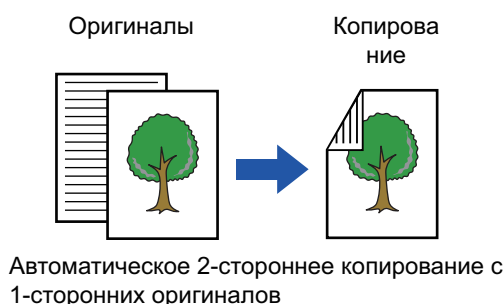 Оригиналы
Копирова
ние
Автоматическое 2-стороннее копирование с
1-сторонних оригиналов